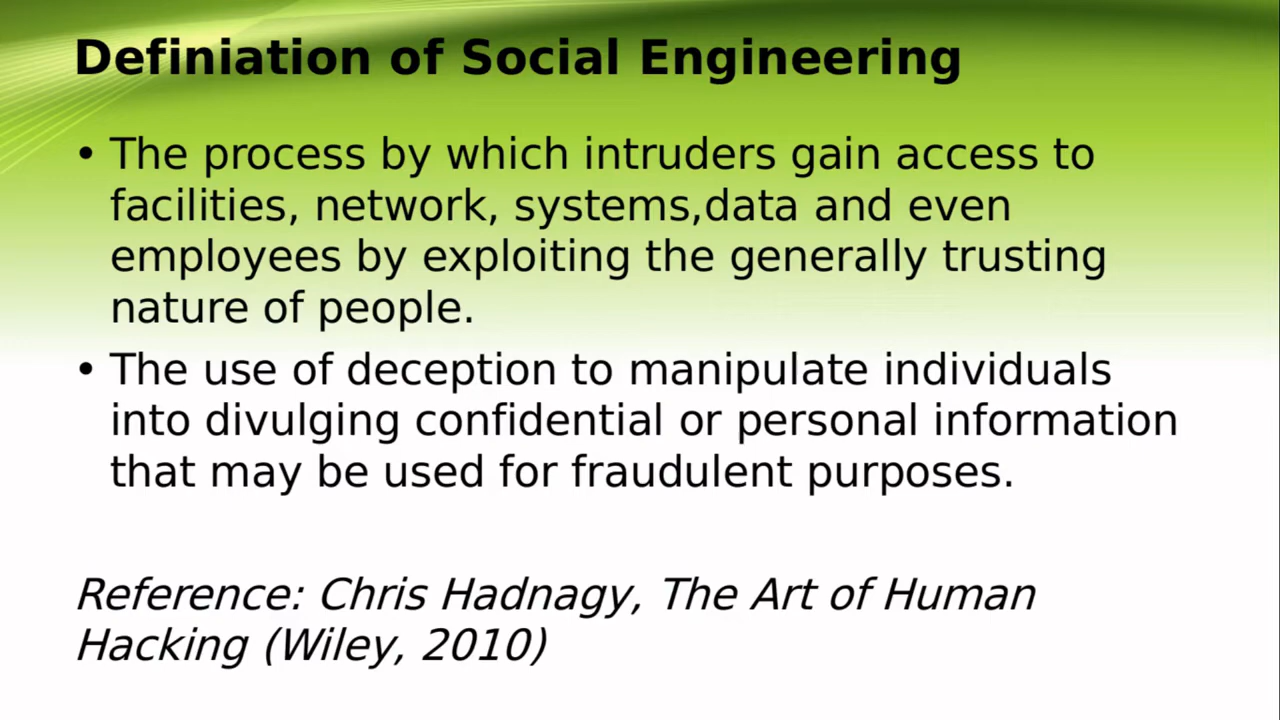 Definiation of Social Engineering
• The process by which intruders gain access to
facilities, network, systems,data and even
employees by exploiting the generally trusting
nature of people.
• The use of deception to manipulate individuals
into divulging confidential or personal information
that may be used for fraudulent purposes.
Reference: Chris Hadnagy, The Art of Human
Hacking (Wiley, 2010)